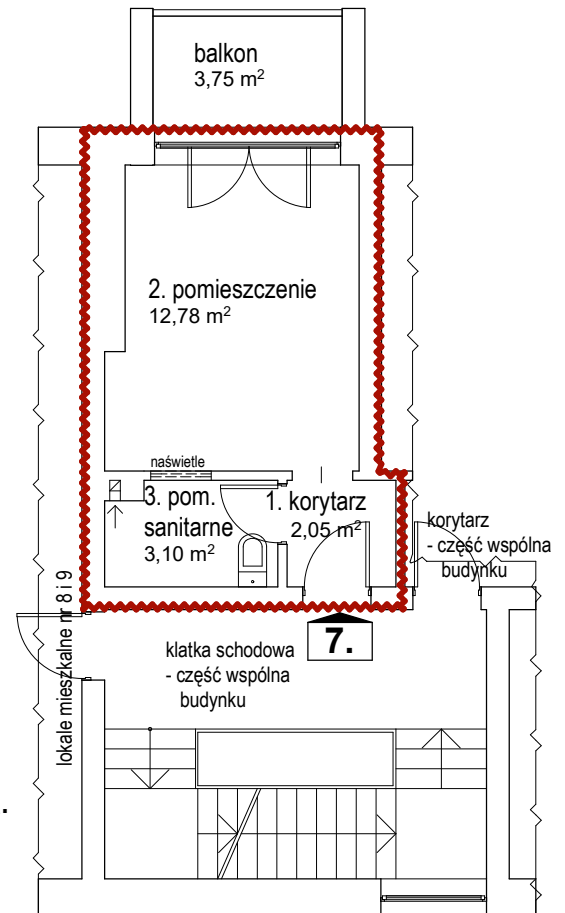 balkon
3,75 m²
2. pomieszczenie
12,78 m²
naświetle
3. pom.
sanitarne
3,10 m²
1. korytarz
2,05 m²
korytarz
- część wspólna
budynku
lokale mieszkalne nr 8 i 9
7.
klatka schodowa
- część wspólna
budynku
.